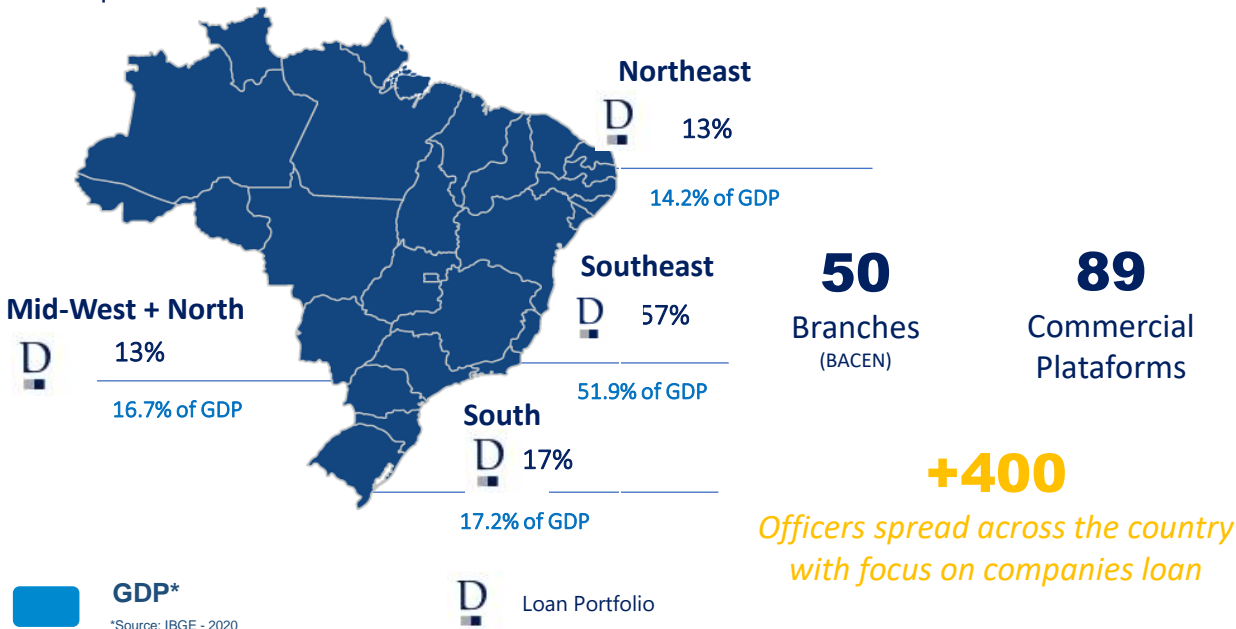 Northeast
D
13%
14.2% of GDP
Southeast
D
57%
51.9% of GDP
Mid-West + North
D
13%
16.7% of GDP
South
D
17%
17.2% of GDP
50
Branches
(BACEN)
89
Commercial
Plataforms
+400
Officers spread across the country
with focus on companies loan
GDP*
*Source: IBGE - 2020
D
Loan Portfolio